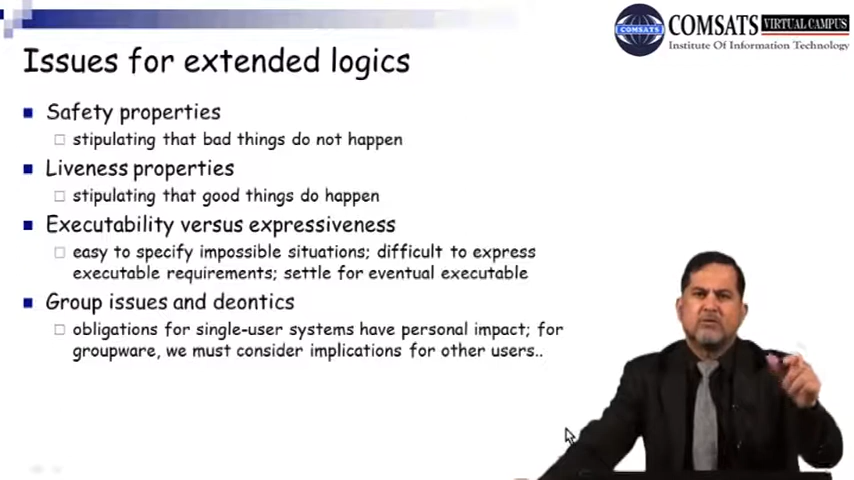 COMSATS VIRTUAL CAMPUS
COMSATS
Institute Of Information Technology
Issues for extended logics
Safety properties
stipulating that bad things do not happen
Liveness properties
stipulating that good things do happen
Executability versus expressiveness
easy to specify impossible situations; difficult to express
executable requirements; settle for eventual executable
Group issues and deontics
obligations for single-user systems have personal impact; for
groupware, we must consider implications for other users..